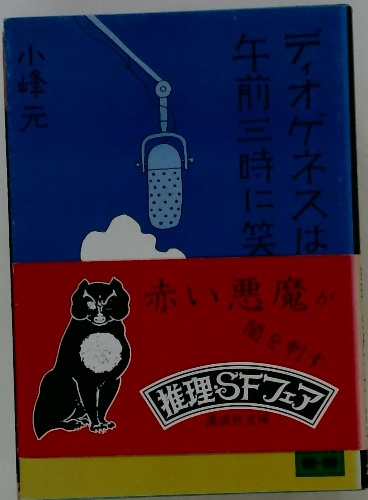 ディオゲネスは
午前三時に笑
小峰元
赤い悪魔が
闇を刺す
推理・SFフェア
講談社文庫